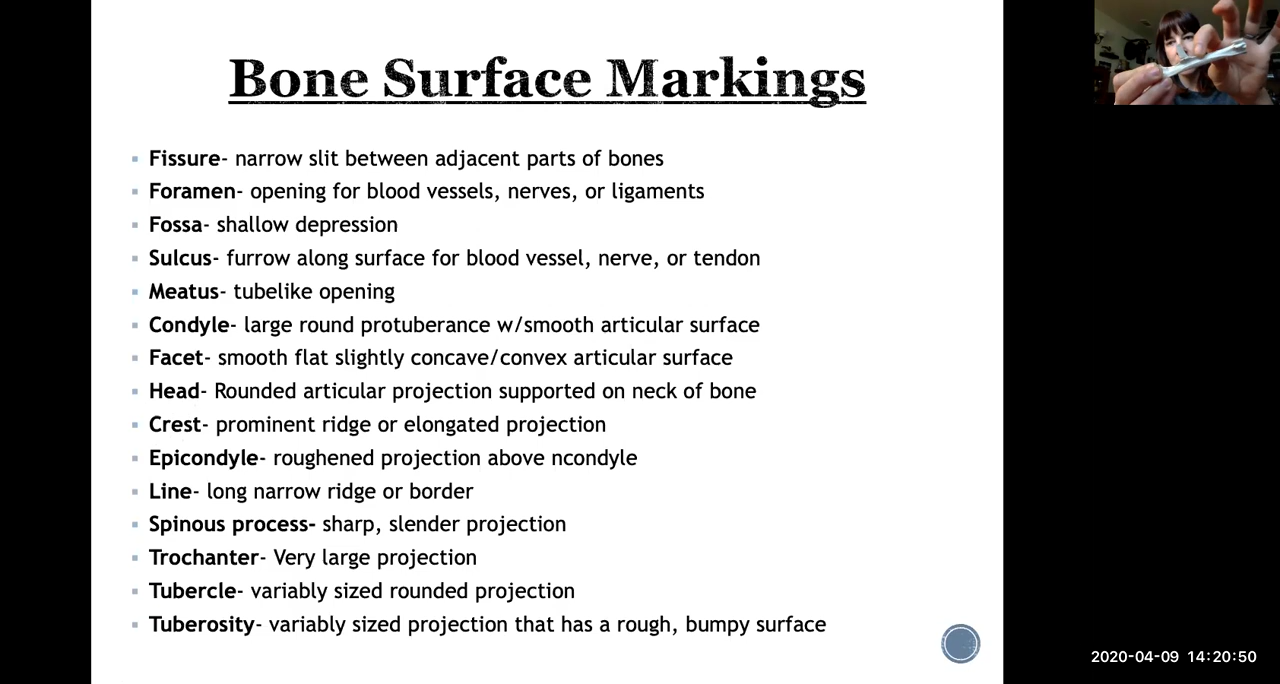 Bone Surface Markings
Fissure- narrow slit between adjacent parts of bones
Foramen- opening for blood vessels, nerves, or ligaments
Fossa- shallow depression
Sulcus- furrow along surface for blood vessel, nerve, or tendon
Meatus- tubelike opening
Condyle- large round protuberance w/smooth articular surface
Facet- smooth flat slightly concave/convex articular surface
Head- Rounded articular projection supported on neck of bone
Crest- prominent ridge or elongated projection
Epicondyle- roughened projection above ncondyle
Line- long narrow ridge or border
Spinous process- sharp, slender projection
Trochanter- Very large projection
Tubercle- variably sized rounded projection
Tuberosity- variably sized projection that has a rough, bumpy surface
2020-04-09 14:20:50